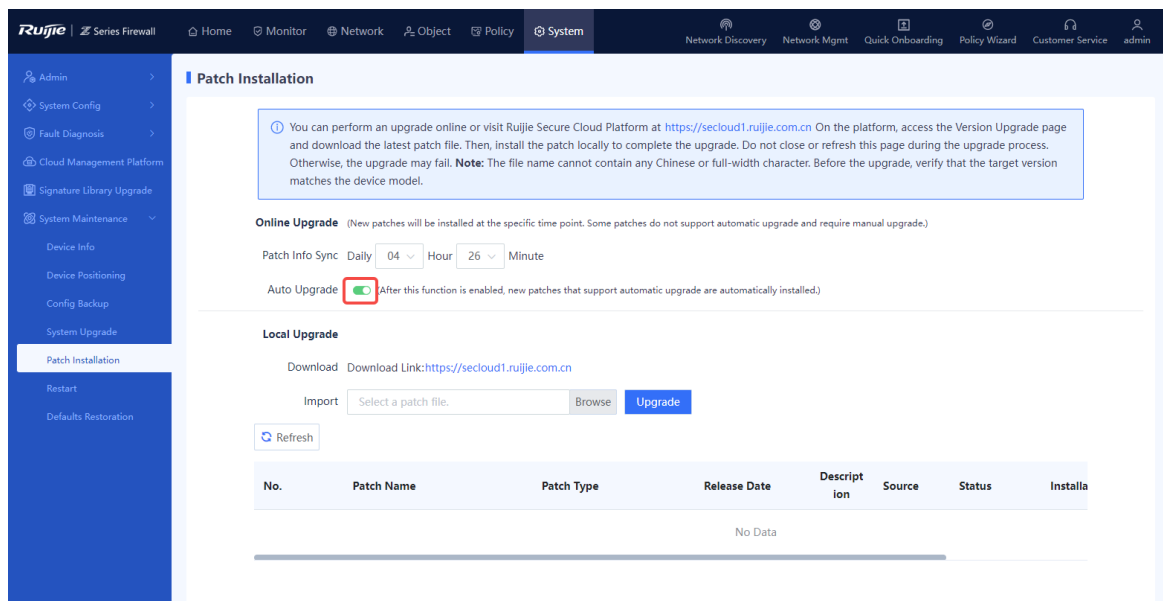 Ruijie | Z Series Firewall
Home
Monitor
Network
Object
Policy
System
Network Discovery
Network Mgmt
Quick Onboarding
Policy Wizard
Customer Service
admin
Admin
System Config
Fault Diagnosis
Cloud Management Platform
Signature Library Upgrade
System Maintenance
Device Info
Device Positioning
Config Backup
System Upgrade
Patch Installation
Restart
Defaults Restoration
Patch Installation
You can perform an upgrade online or visit Ruijie Secure Cloud Platform at https://secloud1.ruijie.com.cn On the platform, access the Version Upgrade page
and download the latest patch file. Then, install the patch locally to complete the upgrade. Do not close or refresh this page during the upgrade process.
Otherwise, the upgrade may fail. Note: The file name cannot contain any Chinese or full-width character. Before the upgrade, verify that the target version
matches the device model.
Online Upgrade (New patches will be installed at the specific time point. Some patches do not support automatic upgrade and require manual upgrade.)
Patch Info Sync Daily 04 Hour 26 Minute
Auto Upgrade (After this function is enabled, new patches that support automatic upgrade are automatically installed.)
Local Upgrade
Download Download Link:https://secloud1.ruijie.com.cn
Import Select a patch file. Browse Upgrade
Refresh
No. Patch Name Patch Type Release Date Descript
ion Source Status Installa
No Data